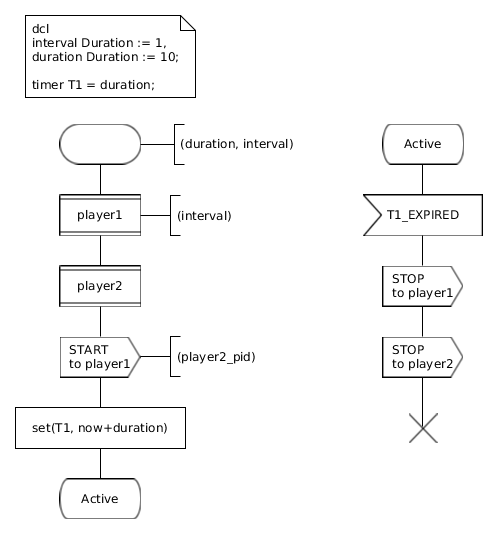 dcl
interval Duration := 1,
duration Duration := 10;
timer T1 = duration;
(duration, interval)
player1
(interval)
player2
START
to player1
(player2_pid)
set(T1, now+duration)
Active
Active
T1_EXPIRED
STOP
to player1
STOP
to player2